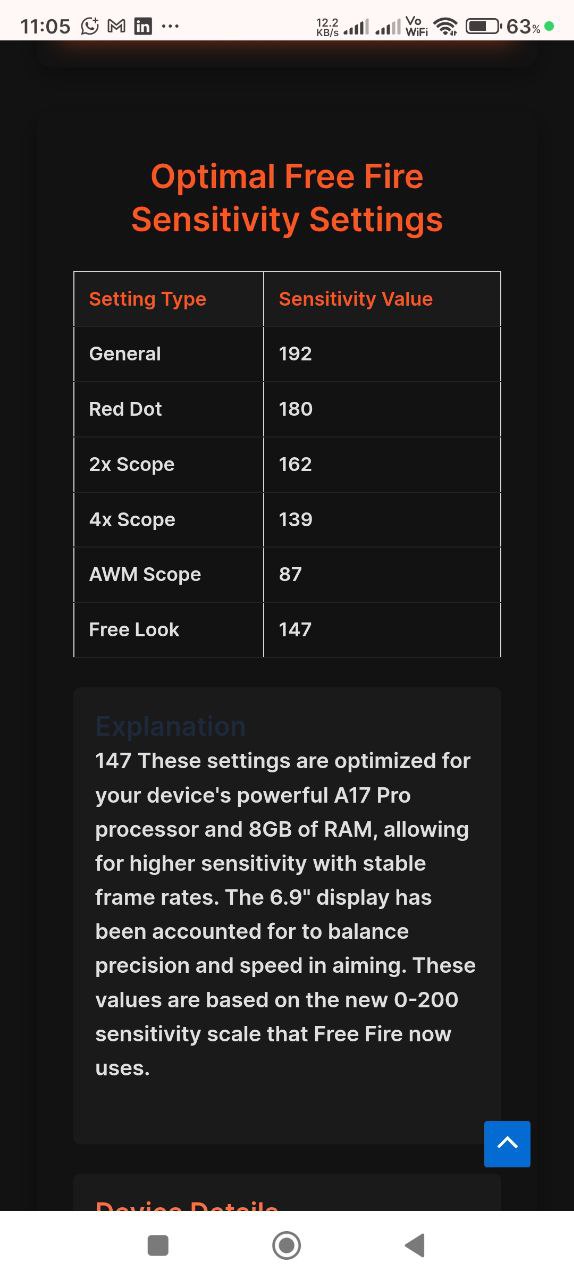 11:05 12.2 KB/s Vo WiFi 63%
Optimal Free Fire
Sensitivity Settings
Setting Type Sensitivity Value
General 192
Red Dot 180
2x Scope 162
4x Scope 139
AWM Scope 87
Free Look 147
Explanation
147 These settings are optimized for
your device's powerful A17 Pro
processor and 8GB of RAM, allowing
for higher sensitivity with stable
frame rates. The 6.9" display has
been accounted for to balance
precision and speed in aiming. These
values are based on the new 0-200
sensitivity scale that Free Fire now
uses.
Device Details